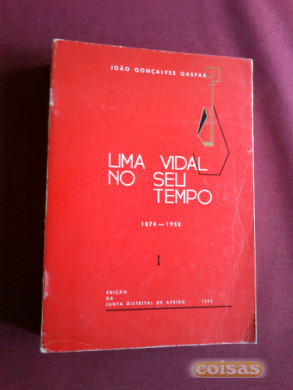 JOÃO GONÇALVES GASPAR
LIMA VIDAL
NO SEU
TEMPO
1874 — 1958
I
EDIÇÃO
DA
JUNTA DISTRITAL DE AVEIRO 1974
coisas